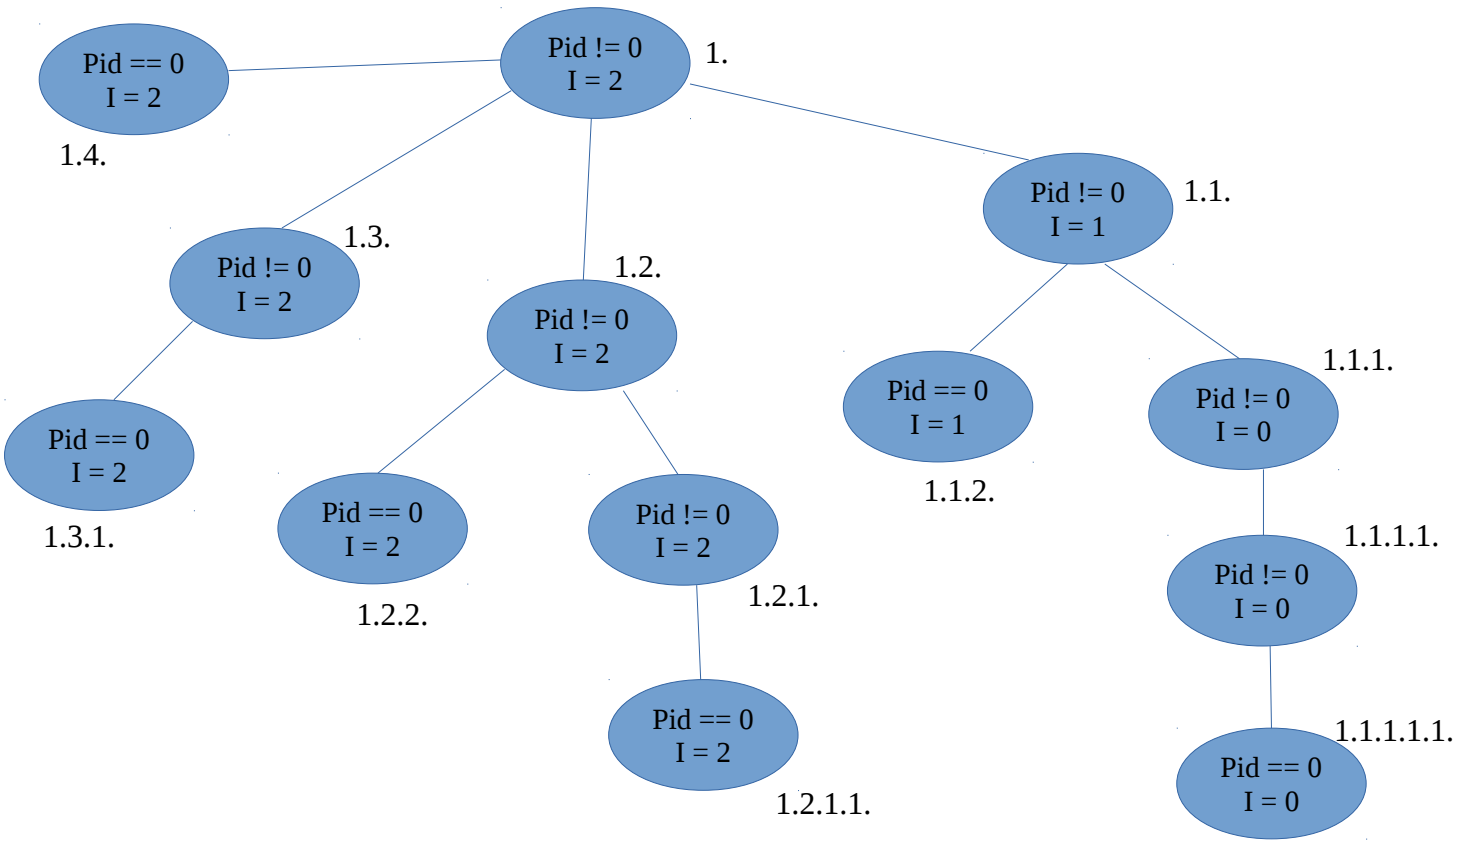 Pid != 0
I = 2
1.
Pid == 0
I = 2
1.4.
Pid != 0
I = 1
1.1.
Pid != 0
I = 2
1.3.
Pid != 0
I = 2
1.2.
Pid == 0
I = 1
1.1.2.
Pid != 0
I = 0
1.1.1.
Pid == 0
I = 2
1.3.1.
Pid == 0
I = 2
1.2.2.
Pid != 0
I = 2
1.2.1.
Pid != 0
I = 0
1.1.1.1.
Pid == 0
I = 2
1.2.1.1.
Pid == 0
I = 0
1.1.1.1.1.